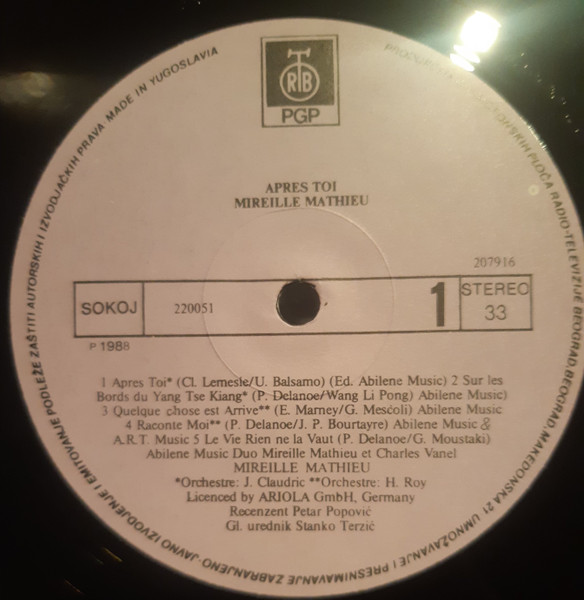 RTB
PGP
APRES TOI
MIREILLE MATHIEU
207916
SOKOJ
220051
1
STEREO
33
P 1988
1 Apres Toi* (Cl. Lemesle/U. Balsamo) (Ed. Abilene Music) 2 Sur les
Bords du Yang Tse Kiang* (P. Delanoe/Wang Li Pong) Abilene Music)
3 Quelque chose est Arrive** (E. Marney/G. Mescoli) Abilene Music
4 Raconte Moi** (P. Delanoe/J. P. Bourtayre) Abilene Music &
A.R.T. Music 5 Le Vie Rien ne la Vaut (P. Delanoe/G. Moustaki)
Abilene Music Duo Mireille Mathieu et Charles Vanel
MIREILLE MATHIEU
*Orchestre: J. Claudric **Orchestre: H. Roy
Licenced by ARIOLA GmbH, Germany
Recenzent Petar Popović
Gl. urednik Stanko Terzić
PLOČA RADIO-TELEVIZIJE BEOGRAD, MAKEDONSKA 21 UMNOŽAVANJE I PRESNIMAVANJE ZABRANJENO-JAVNO IZVODJENJE I EMITOVANJE PODLEŽE ZAŠTITI AUTORSKIH I IZVODJAČKIH PRAVA MADE IN YUGOSLAVIA